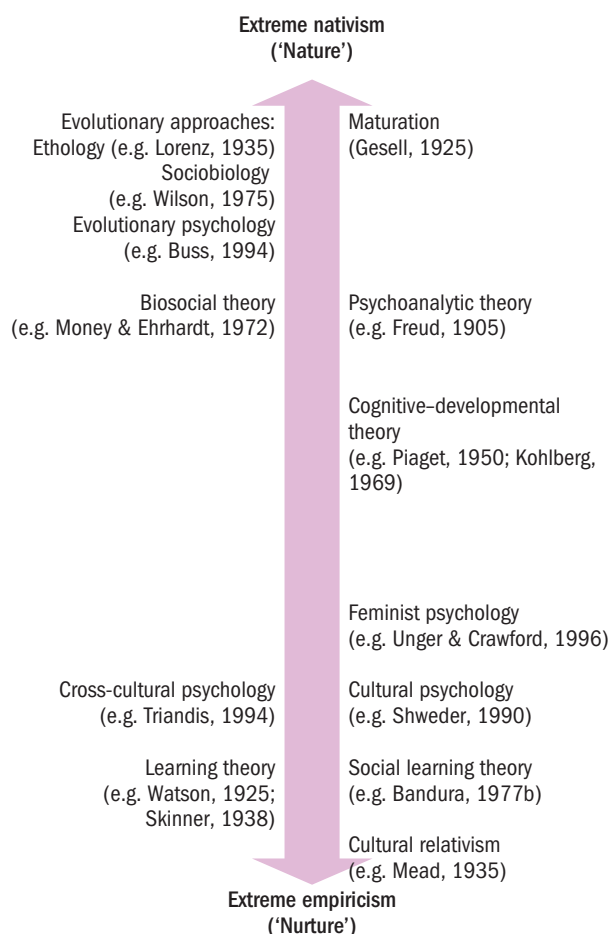 Extreme nativism
(‘Nature’)
Evolutionary approaches:
Ethology (e.g. Lorenz, 1935)
Sociobiology
(e.g. Wilson, 1975)
Evolutionary psychology
(e.g. Buss, 1994)
Maturation
(Gesell, 1925)
Biosocial theory
(e.g. Money & Ehrhardt, 1972)
Psychoanalytic theory
(e.g. Freud, 1905)
Cognitive–developmental
theory
(e.g. Piaget, 1950; Kohlberg,
1969)
Feminist psychology
(e.g. Unger & Crawford, 1996)
Cross-cultural psychology
(e.g. Triandis, 1994)
Cultural psychology
(e.g. Shweder, 1990)
Learning theory
(e.g. Watson, 1925;
Skinner, 1938)
Social learning theory
(e.g. Bandura, 1977b)
Cultural relativism
(e.g. Mead, 1935)
Extreme empiricism
(‘Nurture’)